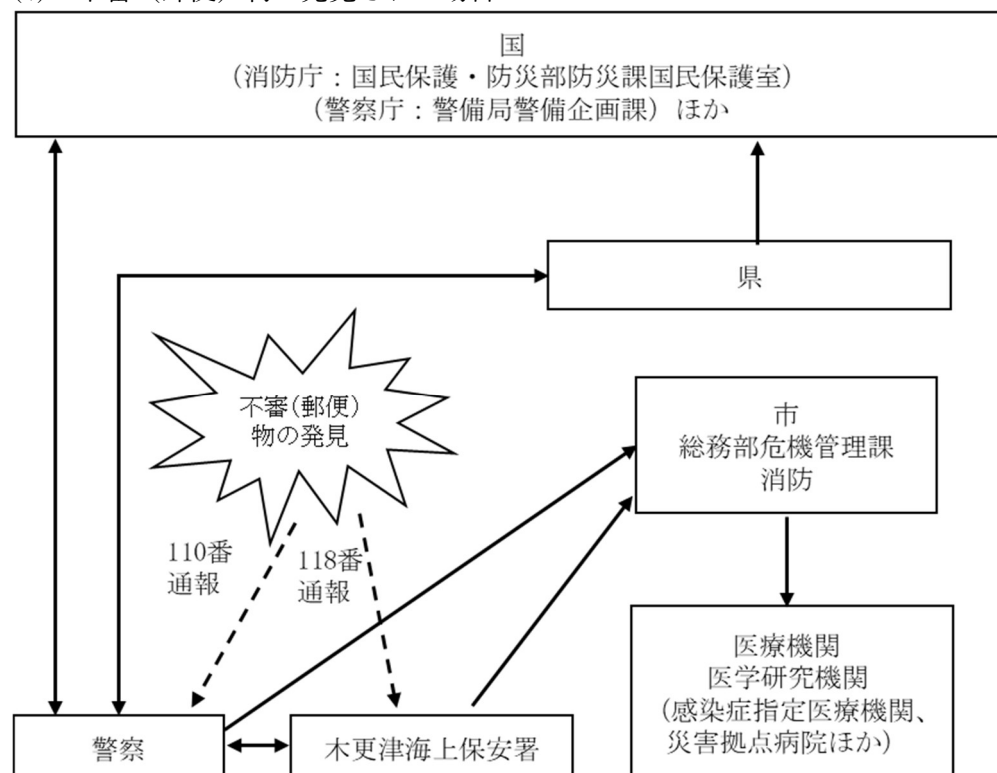 国
(消防庁：国民保護・防災部防災課国民保護室)
(警察庁：警備局警備企画課) ほか
県
不審(郵便)
物の発見
市
総務部危機管理課
消防
110番
通報
118番
通報
医療機関
医学研究機関
(感染症指定医療機関、
災害拠点病院ほか)
警察
木更津海上保安署